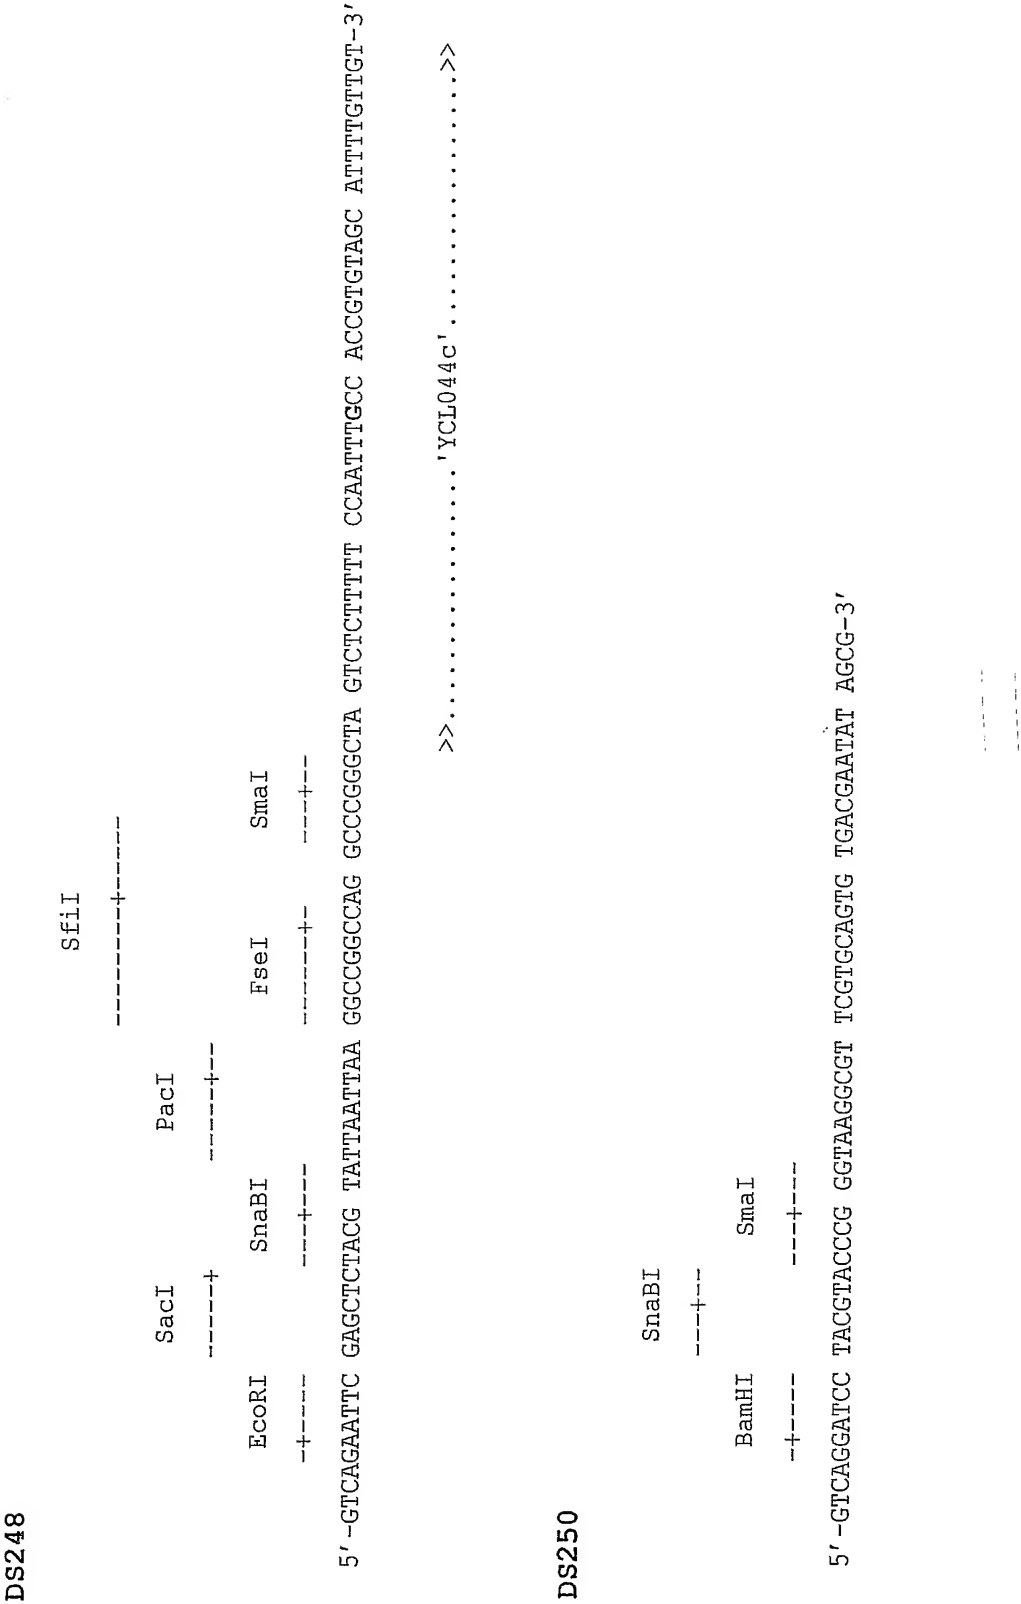 DS248
SfiI
---------+------
SacI PacI
-----+ -----+--
EcoRI SnaBI FseI SmaI
-+---- ---+--- ------+- ---+---
5'-GTCAGAATTC GAGCTCTACG TATTAATTAA GGCCGGCCAG GCCCGGGCTA GTCTCTTTTT CCAATTTGCC ACCGTGTAGC ATTTTGTTGT-3'
>>................'YCL044c'......................>>
DS250
SnaBI
---+--
BamHI SmaI
-+---- ---+---
5'-GTCAGGATCC TACGTACCCG GGTAAGGCGT TCGTGCAGTG TGACGAATAT AGCG-3'